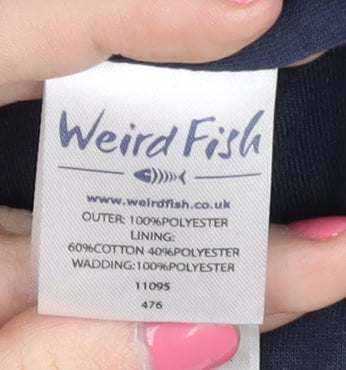 Weird Fish
www.weirdfish.co.uk
OUTER: 100%POLYESTER
LINING:
60%COTTON 40%POLYESTER
WADDING:100%POLYESTER
11095
476